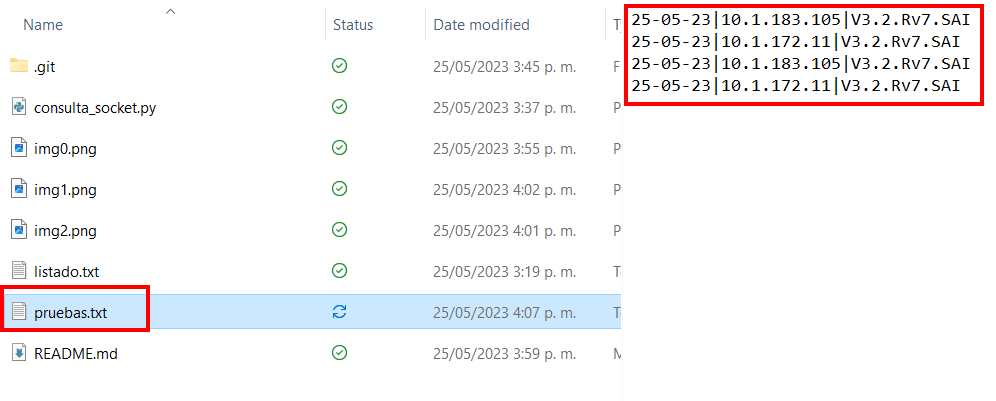 Name Status Date modified Ty
.git 25/05/2023 3:45 p. m. F
consulta_socket.py 25/05/2023 3:37 p. m. P
img0.png 25/05/2023 3:55 p. m. P
img1.png 25/05/2023 4:02 p. m. P
img2.png 25/05/2023 4:01 p. m. P
listado.txt 25/05/2023 3:19 p. m. Te
pruebas.txt 25/05/2023 4:07 p. m. Te
README.md 25/05/2023 3:59 p. m. M
25-05-23|10.1.183.105|V3.2.Rv7.SAI
25-05-23|10.1.172.11|V3.2.Rv7.SAI
25-05-23|10.1.183.105|V3.2.Rv7.SAI
25-05-23|10.1.172.11|V3.2.Rv7.SAI